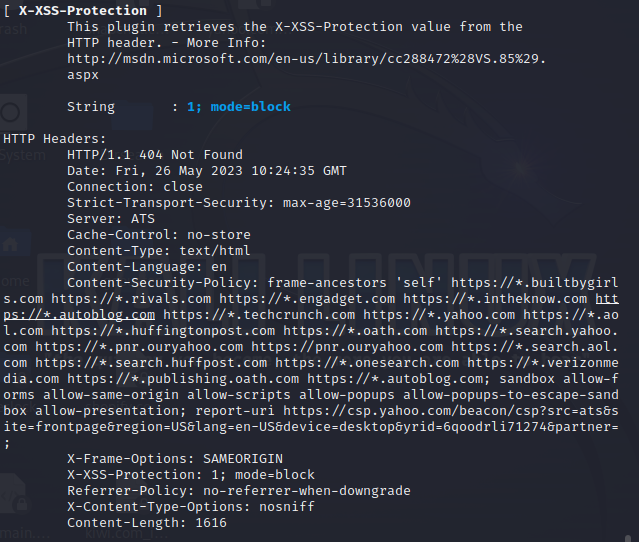 [ X-XSS-Protection ]
This plugin retrieves the X-XSS-Protection value from the
HTTP header. - More Info:
http://msdn.microsoft.com/en-us/library/cc288472%28VS.85%29.
aspx
String : 1; mode=block
HTTP Headers:
HTTP/1.1 404 Not Found
Date: Fri, 26 May 2023 10:24:35 GMT
Connection: close
Strict-Transport-Security: max-age=31536000
Server: ATS
Cache-Control: no-store
Content-Type: text/html
Content-Language: en
Content-Security-Policy: frame-ancestors 'self' https://*.builtbygirl
s.com https://*.rivals.com https://*.engadget.com https://*.intheknow.com htt
ps://*.autoblog.com https://*.techcrunch.com https://*.yahoo.com https://*.ao
l.com https://*.huffingtonpost.com https://*.oath.com https://*.search.yahoo.
com https://*.pnr.ouryahoo.com https://pnr.ouryahoo.com https://*.search.aol.
com https://*.search.huffpost.com https://*.onesearch.com https://*.verizonme
dia.com https://*.publishing.oath.com https://*.autoblog.com; sandbox allow-f
orms allow-same-origin allow-scripts allow-popups allow-popups-to-escape-sand
box allow-presentation; report-uri https://csp.yahoo.com/beacon/csp?src=ats&s
ite=frontpage&region=US&lang=en-US&device=desktop&yrid=6qoodrli71274&partner=
;
X-Frame-Options: SAMEORIGIN
X-XSS-Protection: 1; mode=block
Referrer-Policy: no-referrer-when-downgrade
X-Content-Type-Options: nosniff
Content-Length: 1616